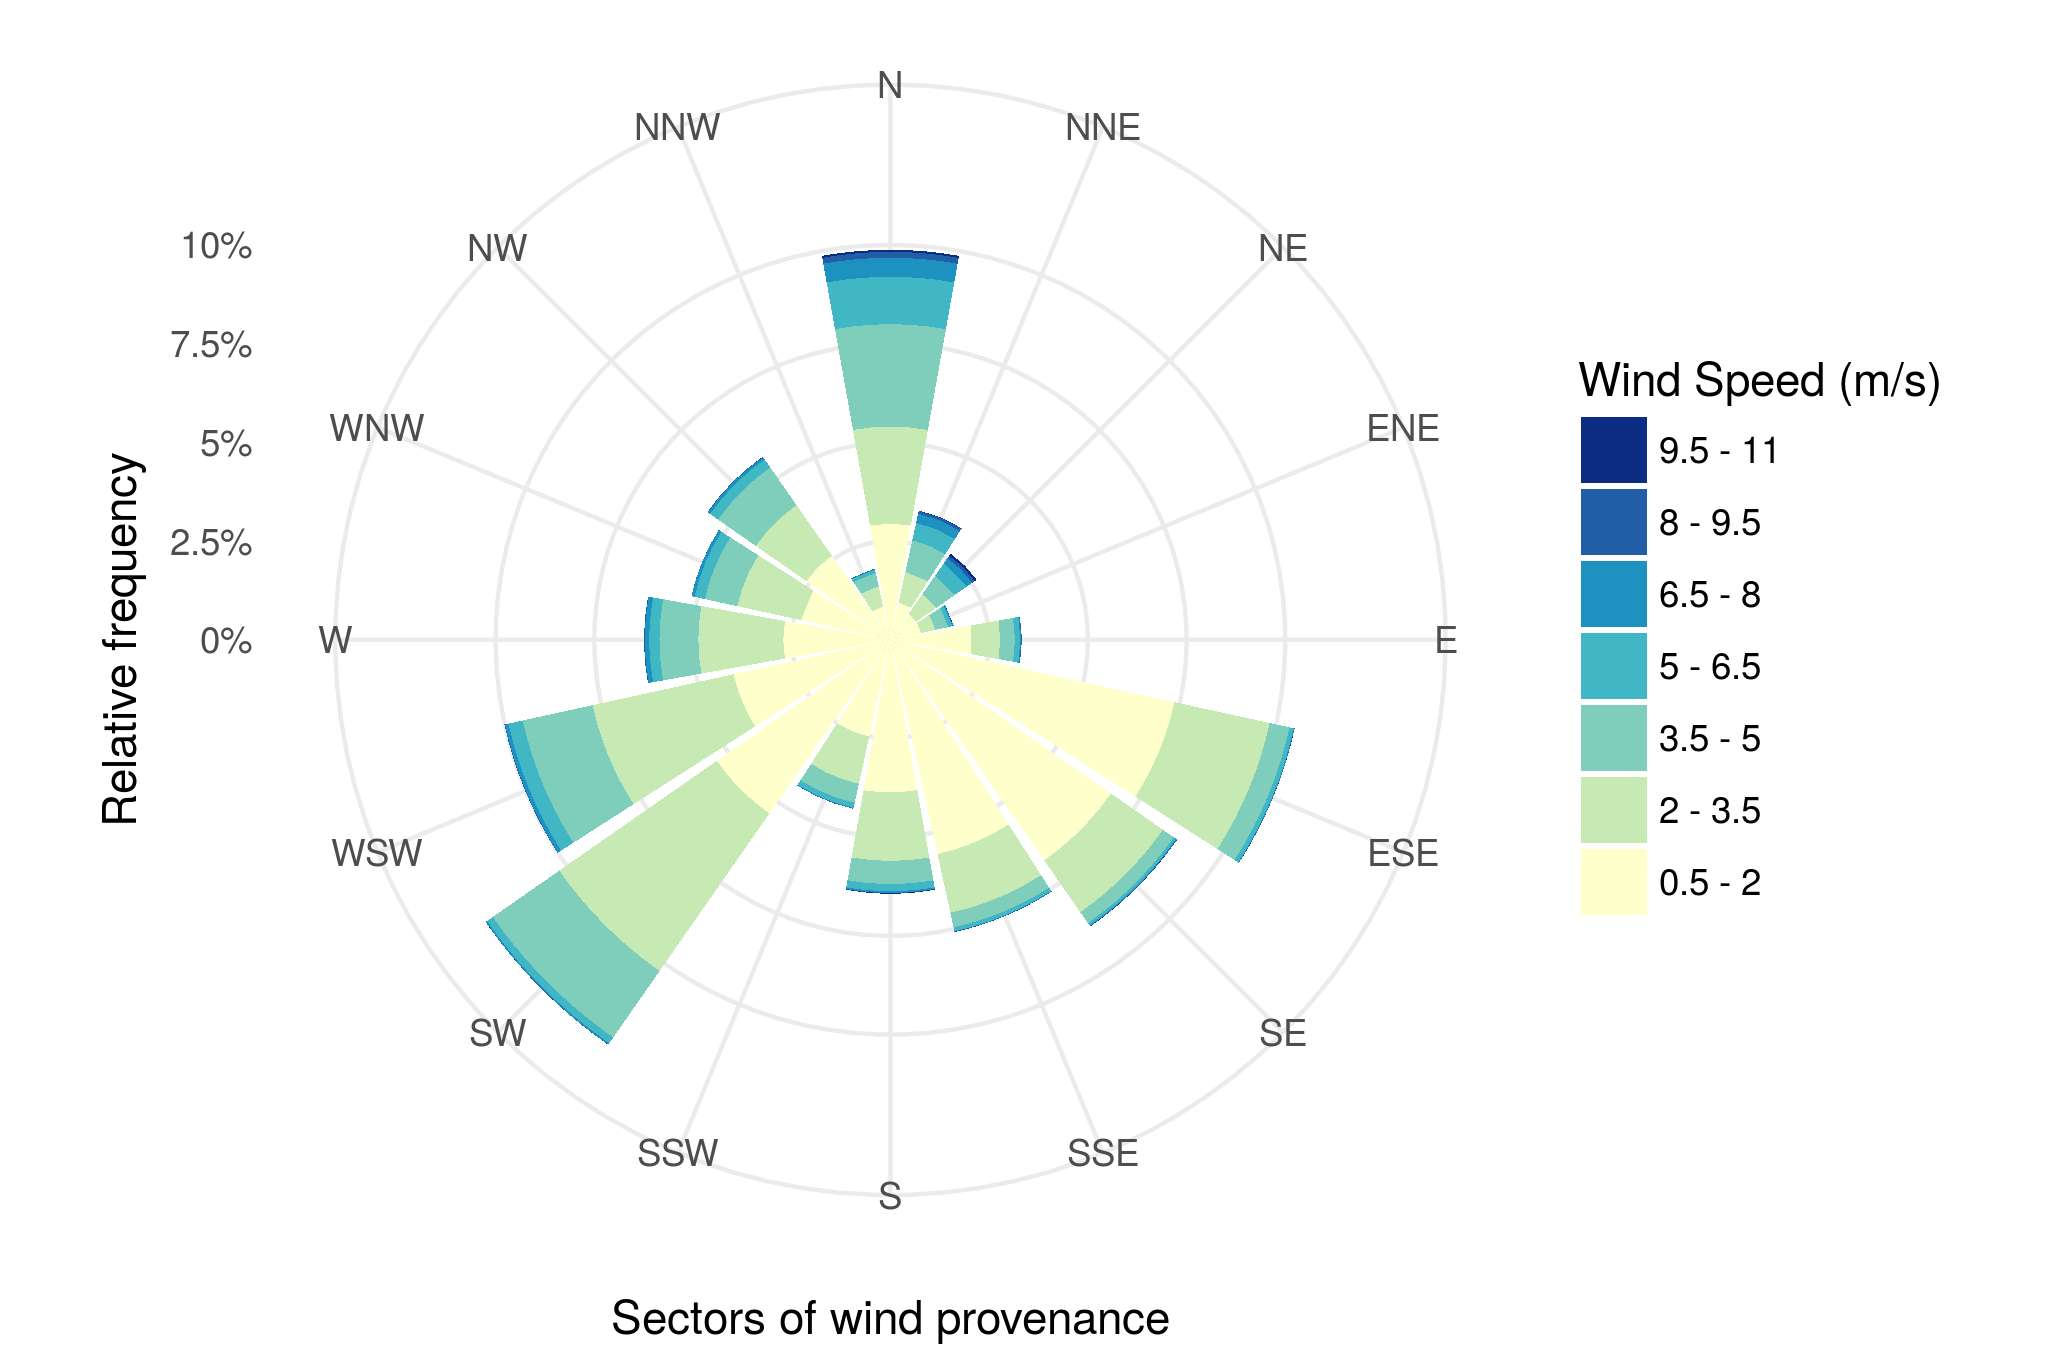 N
NNW
NNE
NW
NE
10%
7.5%
WNW
ENE
5%
2.5%
0%
W
E
WSW
ESE
SW
SE
SSW
SSE
S
Relative frequency
Sectors of wind provenance
Wind Speed (m/s)
9.5 - 11
8 - 9.5
6.5 - 8
5 - 6.5
3.5 - 5
2 - 3.5
0.5 - 2